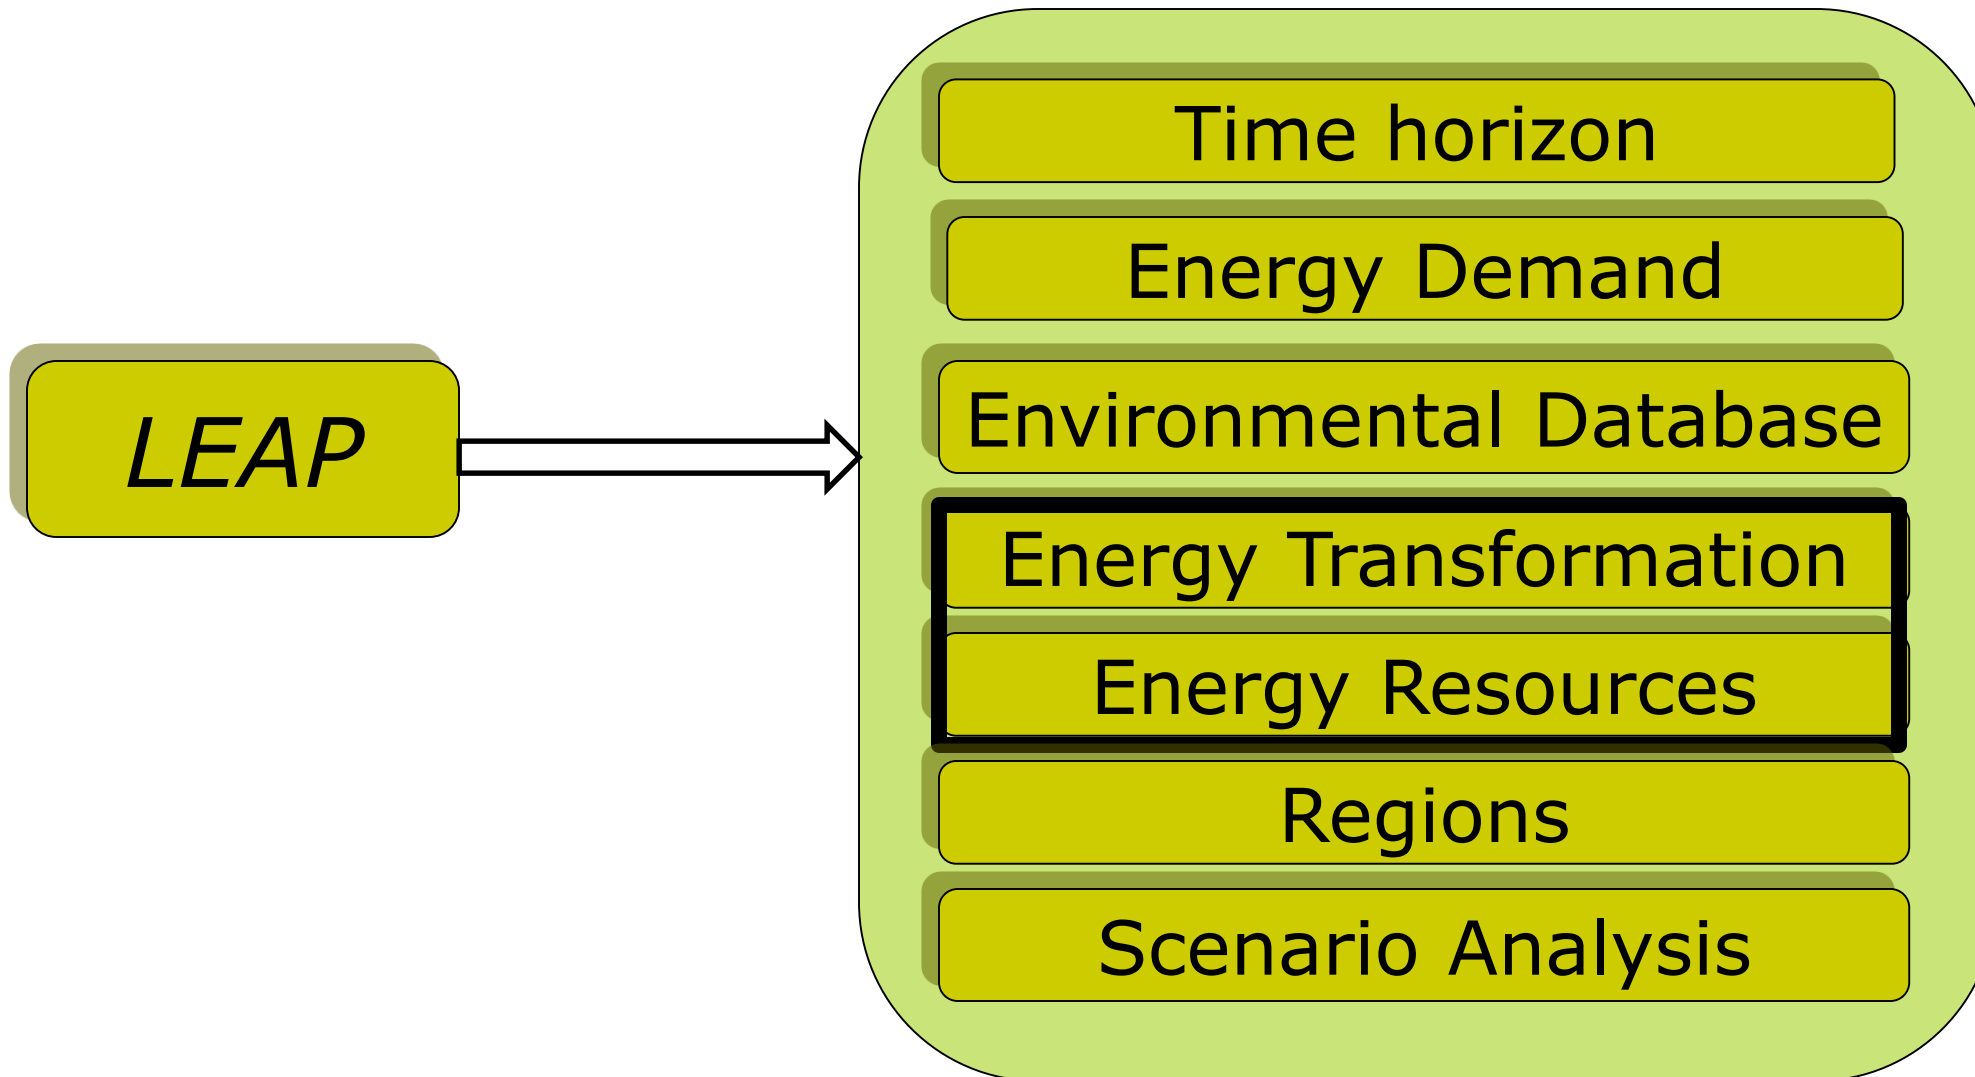 LEAP
Time horizon
Energy Demand
Environmental Database
Energy Transformation
Energy Resources
Regions
Scenario Analysis